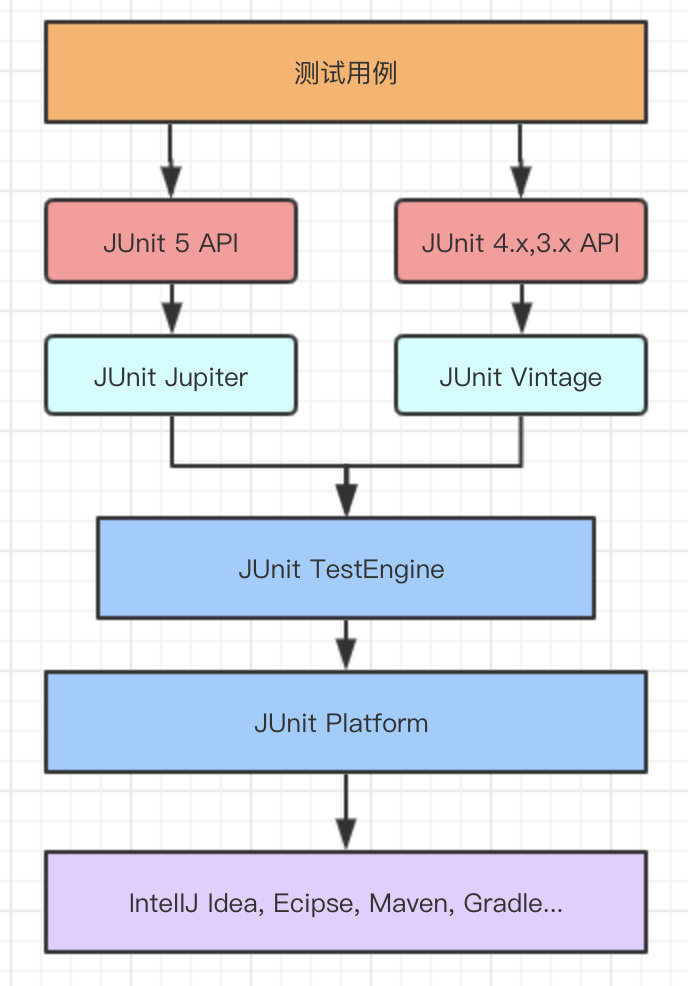 测试用例
JUnit 5 API
JUnit 4.x,3.x API
JUnit Jupiter
JUnit Vintage
JUnit TestEngine
JUnit Platform
IntelIJ Idea, Ecipse, Maven, Gradle...